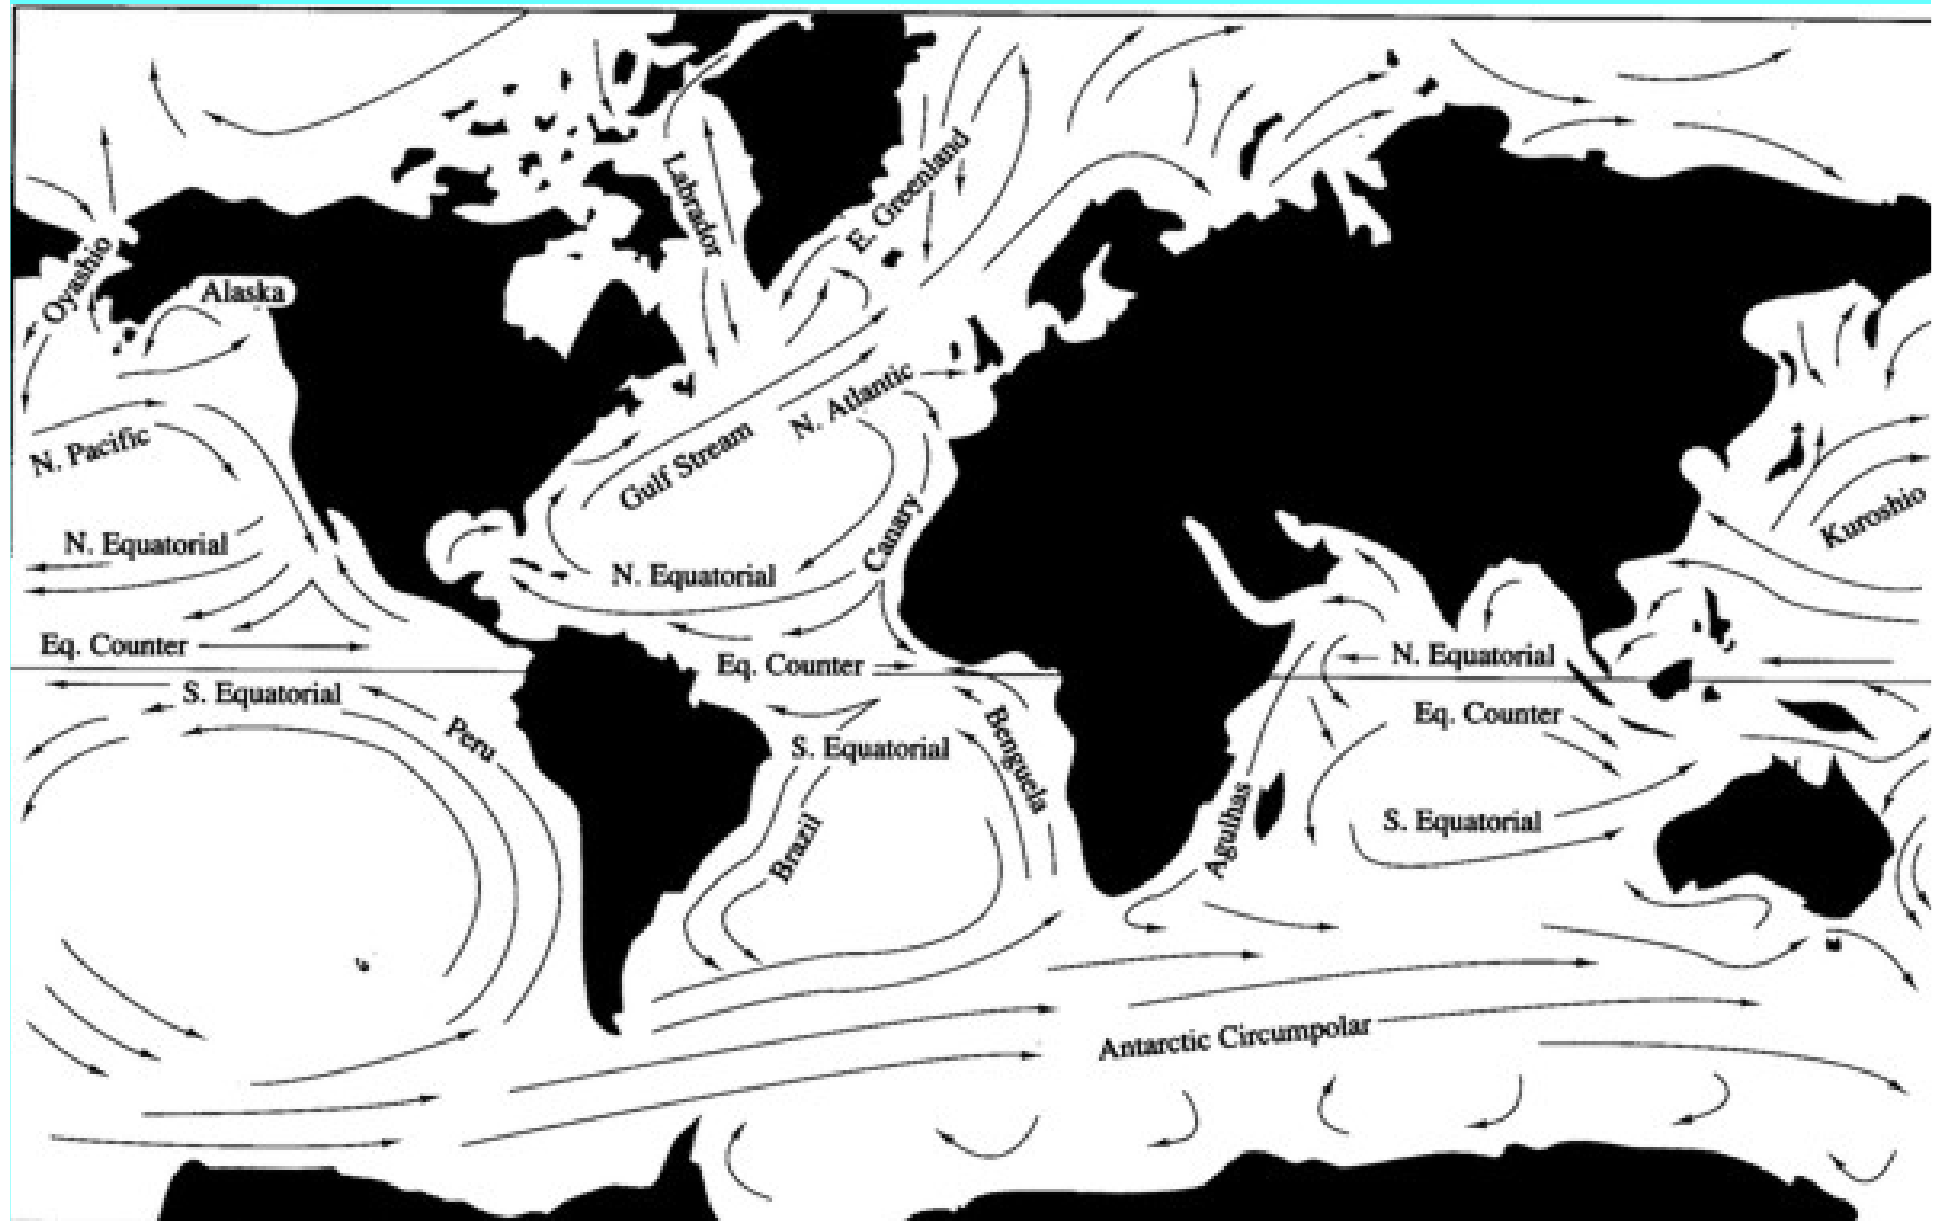 Labrador
E. Greenland
Oyashio
Alaska
N. Atlantic
N. Pacific
Gulf Stream
Kuroshio
Canary
N. Equatorial
N. Equatorial
Eq. Counter
Eq. Counter
N. Equatorial
S. Equatorial
Eq. Counter
Peru
S. Equatorial
Benguela
Brazil
Agulhas
S. Equatorial
Antarctic Circumpolar